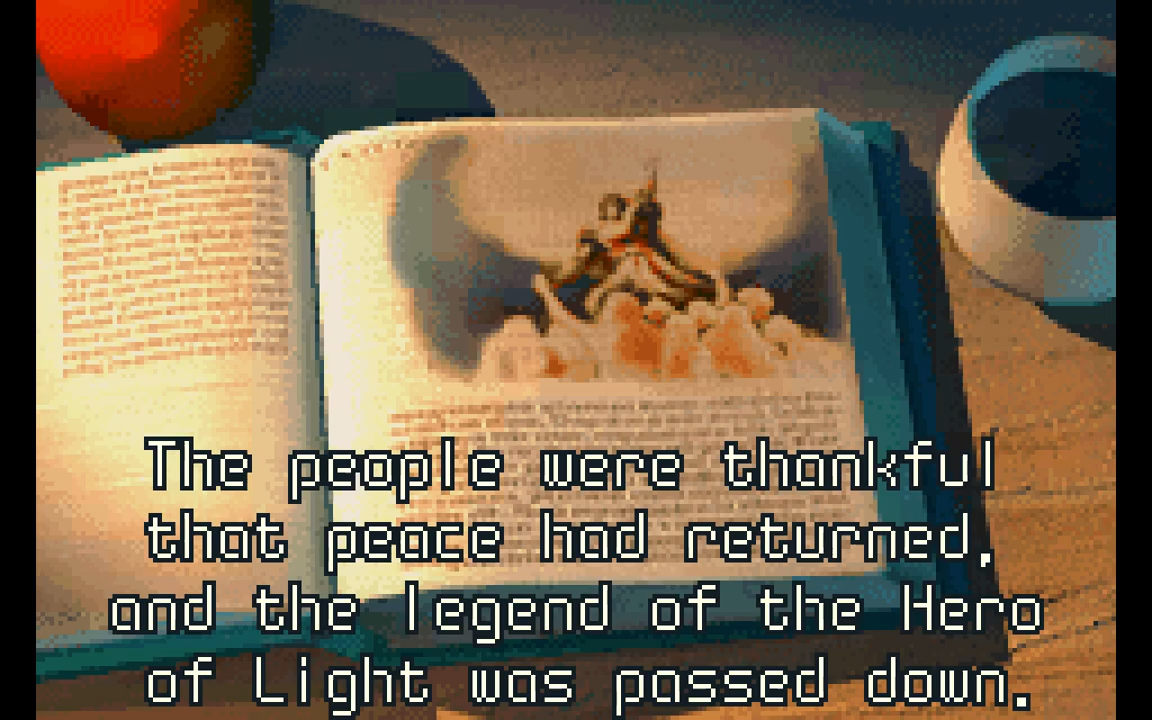 The people were thankful
that peace had returned,
and the legend of the Hero
of Light was passed down.